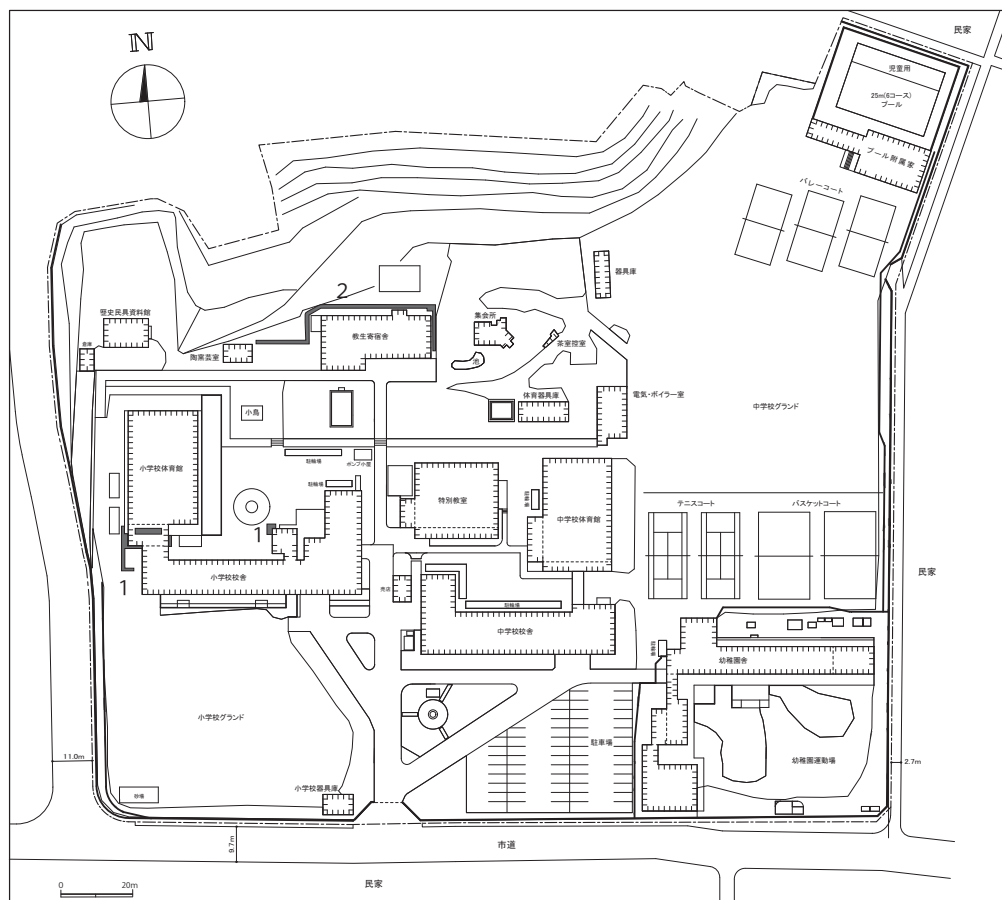 民家
N
児童用
25m(6コース)
プール
プール附属家
バレーコート
器具庫
2
歴史民具資料館
集会所
教生寄宿舎
倉庫
陶窯芸室
茶室控室
池
電気・ボイラー室
体育器具庫
中学校グランド
小鳥
駐輪場
ポンプ小屋
小学校体育館
駐輪場
特別教室
中学校体育館
テニスコート
バスケットコート
1
1
小学校校舎
民家
売店
駐輪場
中学校校舎
幼稚園舎
小学校グランド
駐車場
11.0m
幼稚園運動場
2.7m
砂場
小学校器具庫
9.7m
市道
民家
0
20m